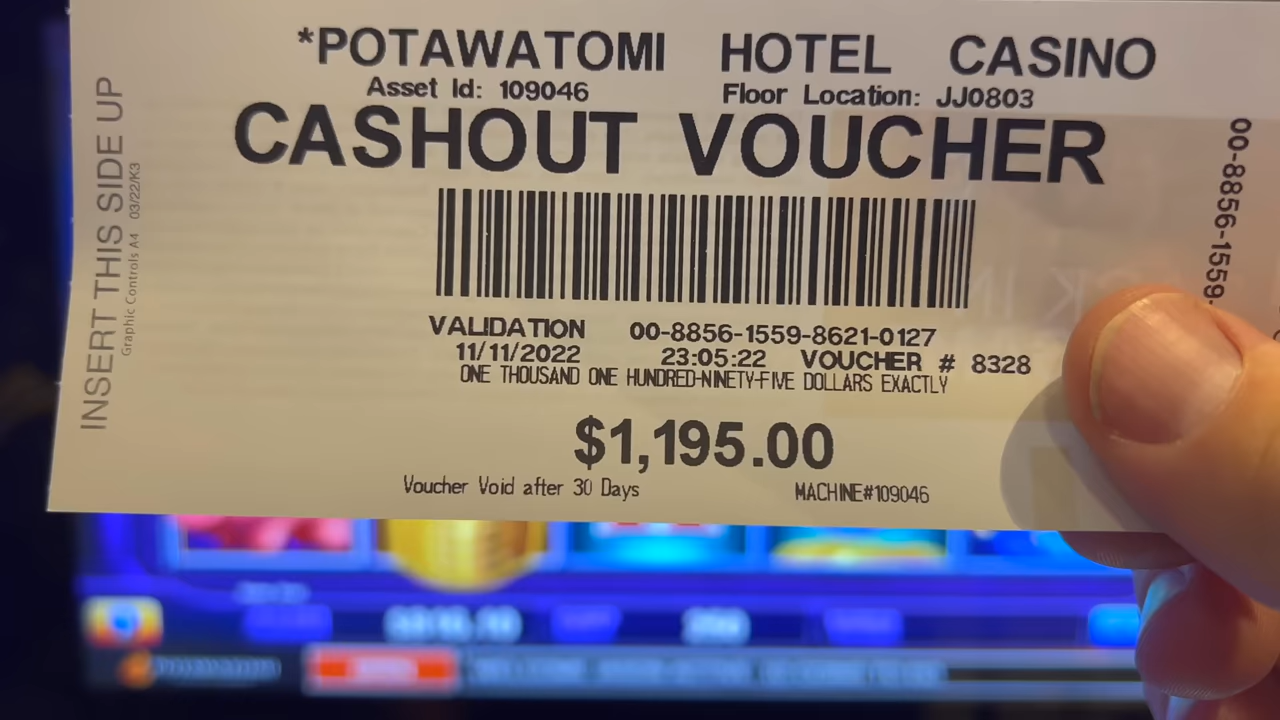 *POTAWATOMI HOTEL CASINO
Asset Id: 109046 Floor Location: JJ0803
CASHOUT VOUCHER
INSERT THIS SIDE UP
Graphic Controls A4 03/22/K3
00-8856-1559-
VALIDATION 00-8856-1559-8621-0127
11/11/2022 23:05:22 VOUCHER # 8328
ONE THOUSAND ONE HUNDRED-NINETY-FIVE DOLLARS EXACTLY
$1,195.00
Voucher Void after 30 Days MACHINE#109046